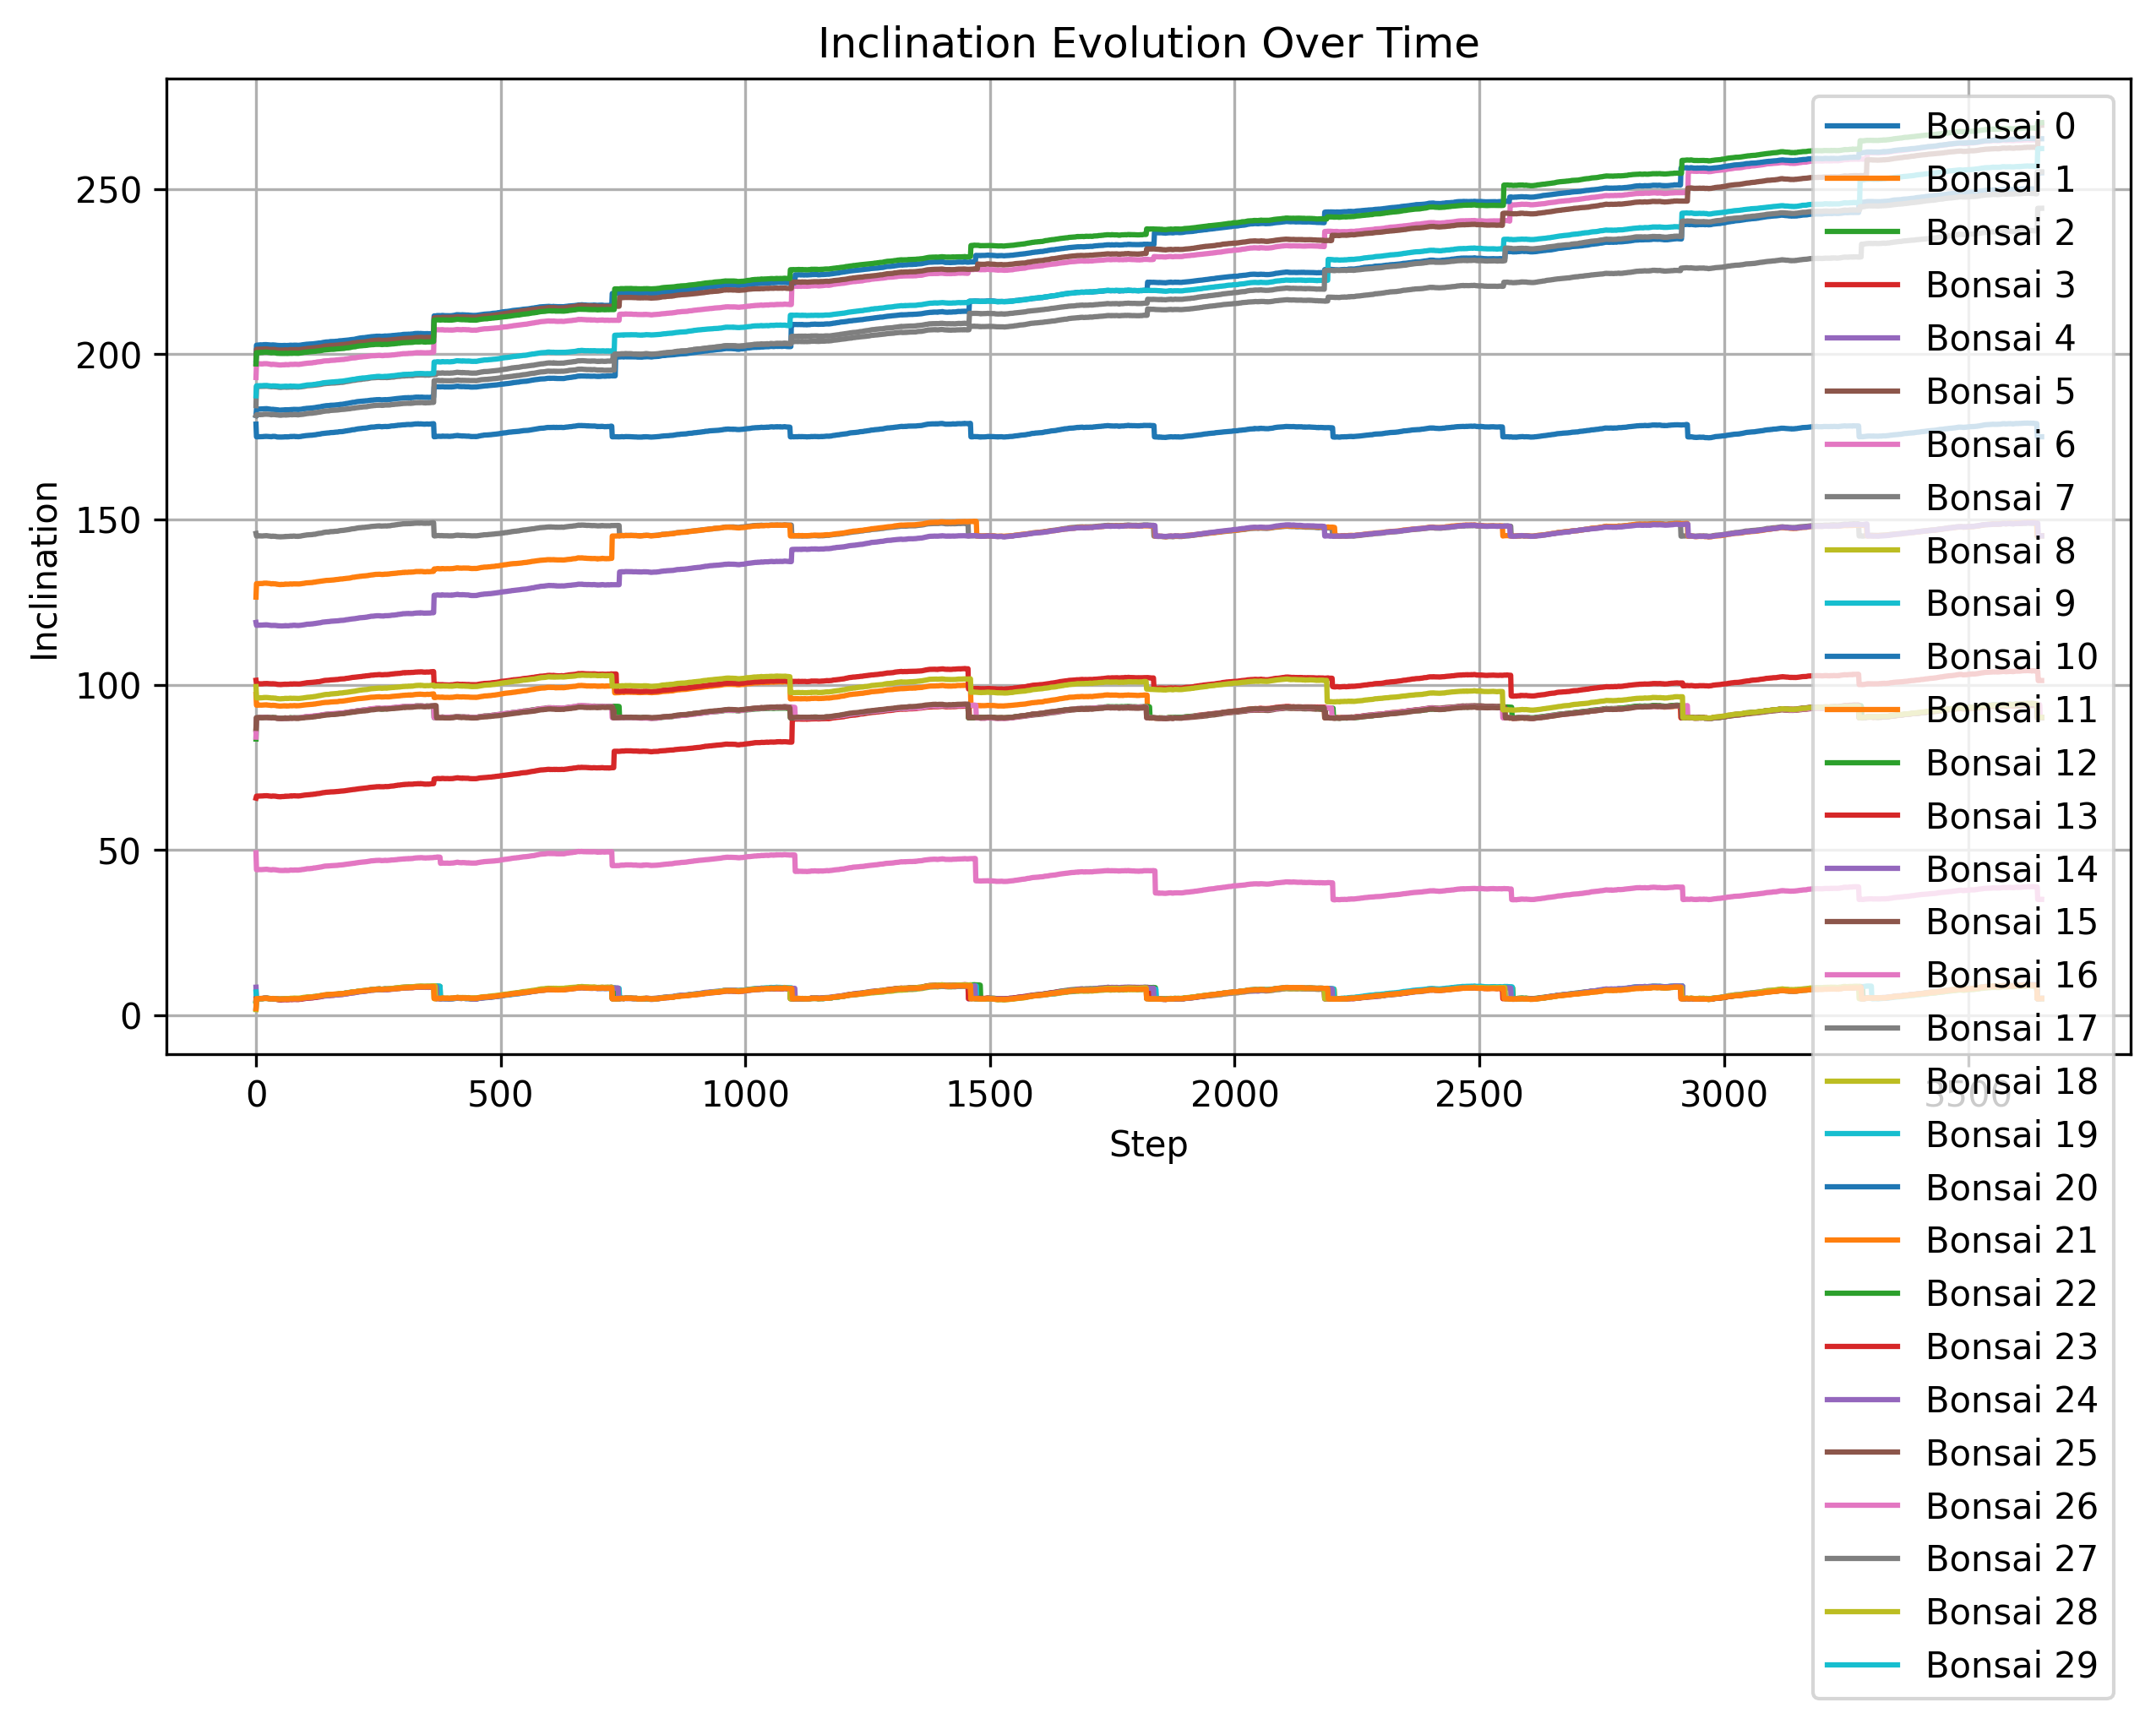 Inclination Evolution Over Time
Inclination
250
200
150
100
50
0
0 500 1000 1500 2000 2500 3000 3500
Step
Bonsai 0
Bonsai 1
Bonsai 2
Bonsai 3
Bonsai 4
Bonsai 5
Bonsai 6
Bonsai 7
Bonsai 8
Bonsai 9
Bonsai 10
Bonsai 11
Bonsai 12
Bonsai 13
Bonsai 14
Bonsai 15
Bonsai 16
Bonsai 17
Bonsai 18
Bonsai 19
Bonsai 20
Bonsai 21
Bonsai 22
Bonsai 23
Bonsai 24
Bonsai 25
Bonsai 26
Bonsai 27
Bonsai 28
Bonsai 29